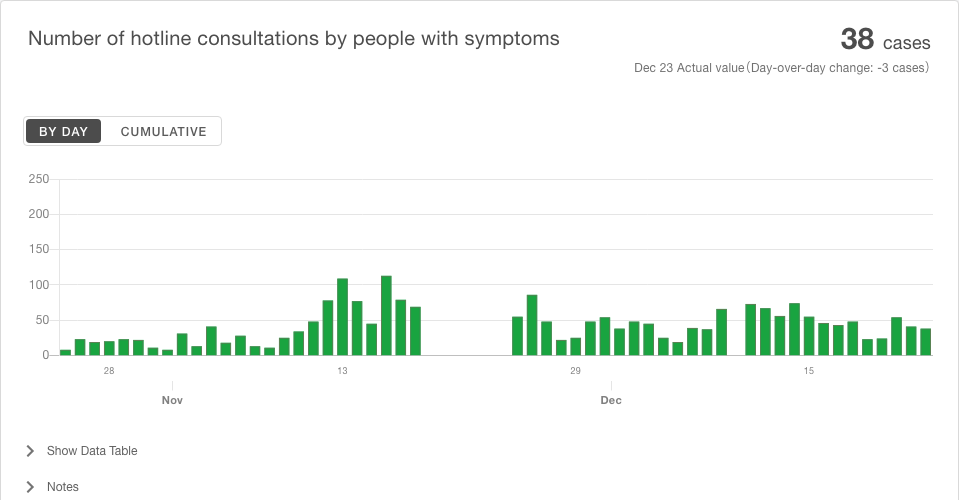 Number of hotline consultations by people with symptoms
38 cases
Dec 23 Actual value (Day-over-day change: -3 cases)
BY DAY CUMULATIVE
250
200
150
100
50
0
28 13 29 15
Nov Dec
Show Data Table
Notes